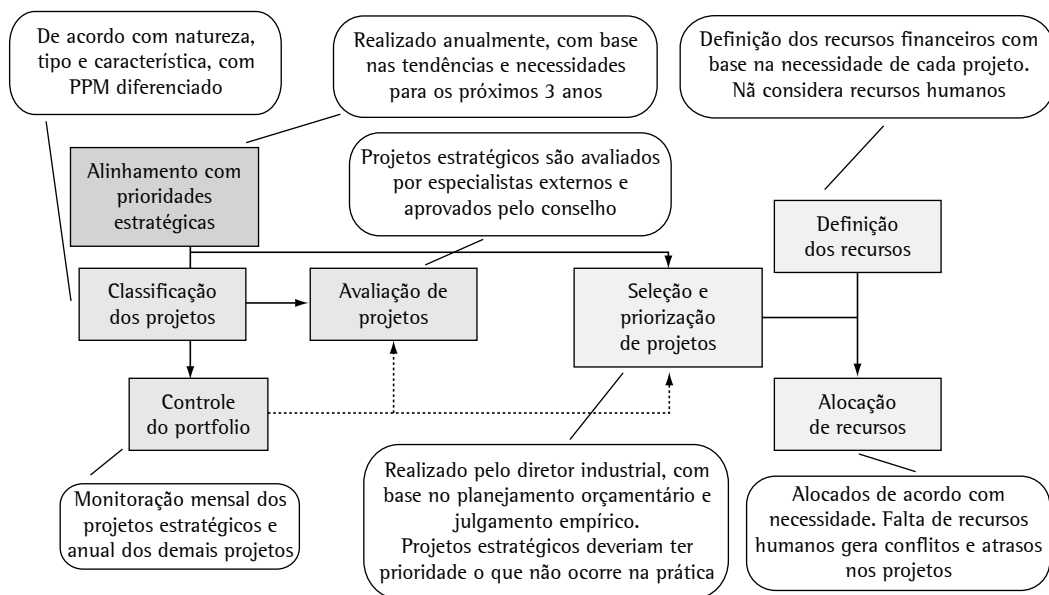 De acordo com natureza,
tipo e característica, com
PPM diferenciado
Realizado anualmente, com base
nas tendências e necessidades
para os próximos 3 anos
Definição dos recursos financeiros com
base na necessidade de cada projeto.
Nã considera recursos humanos
Alinhamento com
prioridades
estratégicas
Projetos estratégicos são avaliados
por especialistas externos e
aprovados pelo conselho
Definição
dos recursos
Classificação
dos projetos
Avaliação de
projetos
Seleção e
priorização
de projetos
Controle
do portfolio
Alocação
de recursos
Monitoração mensal dos
projetos estratégicos e
anual dos demais projetos
Realizado pelo diretor industrial, com
base no planejamento orçamentário e
julgamento empírico.
Projetos estratégicos deveriam ter
prioridade o que não ocorre na prática
Alocados de acordo com
necessidade. Falta de recursos
humanos gera conflitos e atrasos
nos projetos